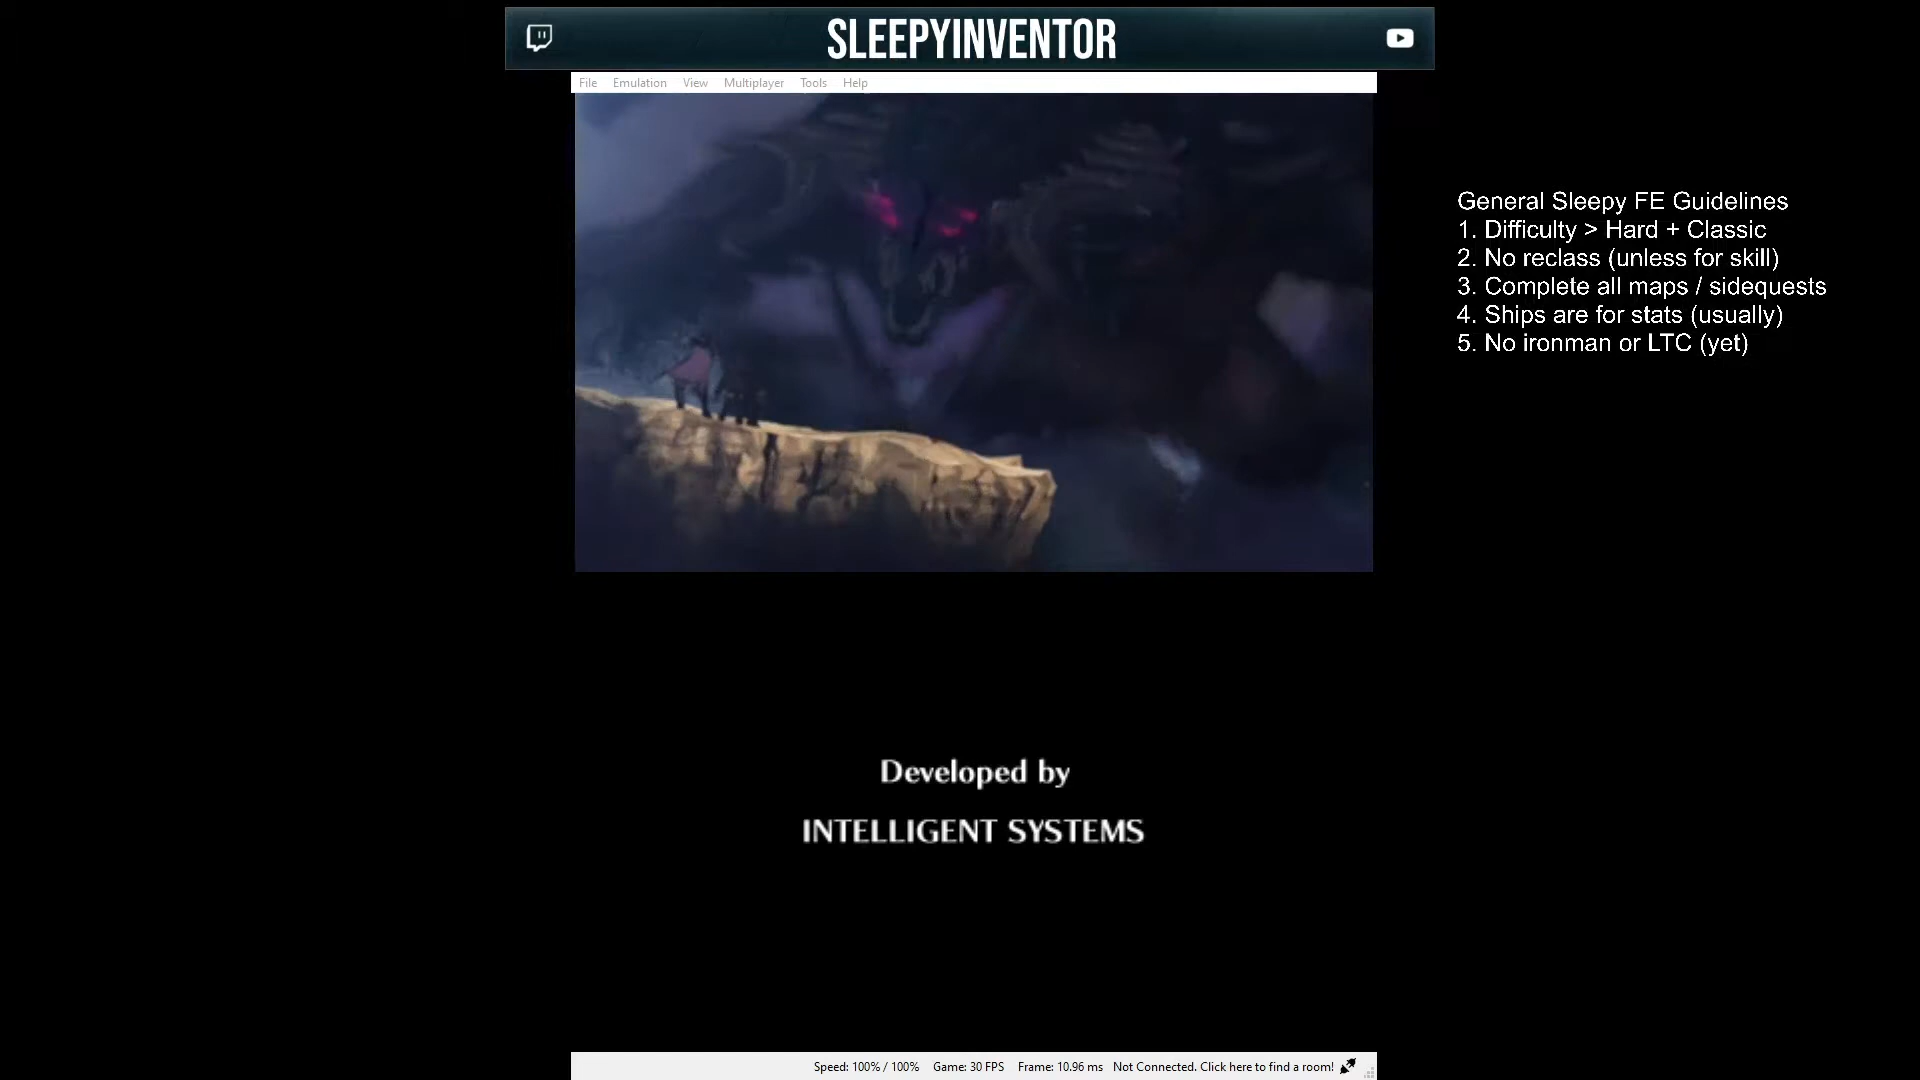 SLEEPYINVENTOR
File Emulation View Multiplayer Tools Help
General Sleepy FE Guidelines
1. Difficulty > Hard + Classic
2. No reclass (unless for skill)
3. Complete all maps / sidequests
4. Ships are for stats (usually)
5. No ironman or LTC (yet)
Developed by
INTELLIGENT SYSTEMS
Speed: 100% / 100% Game: 30 FPS Frame: 10.96 ms Not Connected. Click here to find a room!